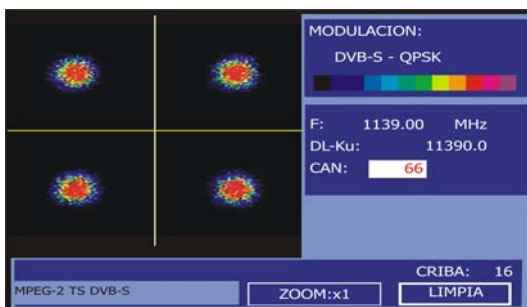 MODULACION:
DVB-S - QPSK
F: 1139.00 MHz
DL-Ku: 11390.0
CAN: 66
CRIBA: 16
MPEG-2 TS DVB-S ZOOM:x1 LIMPIA